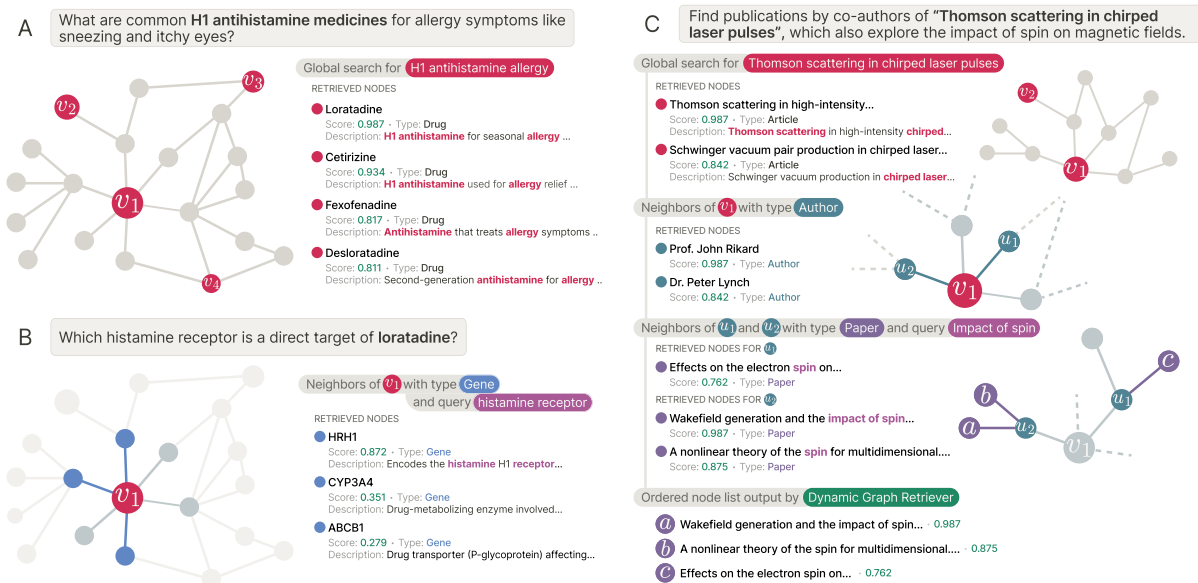 A
What are common H1 antihistamine medicines for allergy symptoms like
sneezing and itchy eyes?
v2
v3
v1
v4
Global search for H1 antihistamine allergy
RETRIEVED NODES
Loratadine
Score: 0.987 · Type: Drug
Description: H1 antihistamine for seasonal allergy ...
Cetirizine
Score: 0.934 · Type: Drug
Description: H1 antihistamine used for allergy relief ...
Fexofenadine
Score: 0.817 · Type: Drug
Description: Antihistamine that treats allergy symptoms ..
Desloratadine
Score: 0.811 · Type: Drug
Description: Second-generation antihistamine for allergy ..
B
Which histamine receptor is a direct target of loratadine?
v1
Neighbors of v1 with type Gene
and query histamine receptor
RETRIEVED NODES
HRH1
Score: 0.872 · Type: Gene
Description: Encodes the histamine H1 receptor...
CYP3A4
Score: 0.351 · Type: Gene
Description: Drug-metabolizing enzyme involved...
ABCB1
Score: 0.279 · Type: Gene
Description: Drug transporter (P-glycoprotein) affecting...
C
Find publications by co-authors of “Thomson scattering in chirped
laser pulses”, which also explore the impact of spin on magnetic fields.
Global search for Thomson scattering in chirped laser pulses
RETRIEVED NODES
Thomson scattering in high-intensity...
Score: 0.987 · Type: Article
Description: Thomson scattering in high-intensity chirped...
Schwinger vacuum pair production in chirped laser...
Score: 0.842 · Type: Article
Description: Schwinger vacuum production in chirped laser...
v2
v1
Neighbors of v1 with type Author
RETRIEVED NODES
Prof. John Rikard
Score: 0.987 · Type: Author
Dr. Peter Lynch
Score: 0.842 · Type: Author
u1
u2
v1
Neighbors of u1 and u2 with type Paper and query Impact of spin
RETRIEVED NODES FOR u1
Effects on the electron spin on...
Score: 0.762 · Type: Paper
RETRIEVED NODES FOR u2
Wakefield generation and the impact of spin...
Score: 0.987 · Type: Paper
A nonlinear theory of the spin for multidimensional....
Score: 0.875 · Type: Paper
c
b
u1
a
u2
v1
Ordered node list output by Dynamic Graph Retriever
a Wakefield generation and the impact of spin... · 0.987
b A nonlinear theory of the spin for multidimensional.... · 0.875
c Effects on the electron spin on... · 0.762